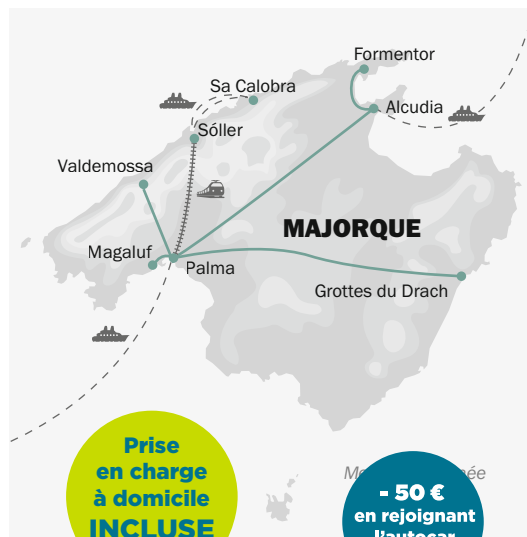 Formentor
Sa Calobra
Alcudia
Sóller
Valdemossa
MAJORQUE
Magaluf
Palma
Grottes du Drach
Prise
en charge
à domicile
INCLUSE
- 50 €
en rejoignant
l'autocar